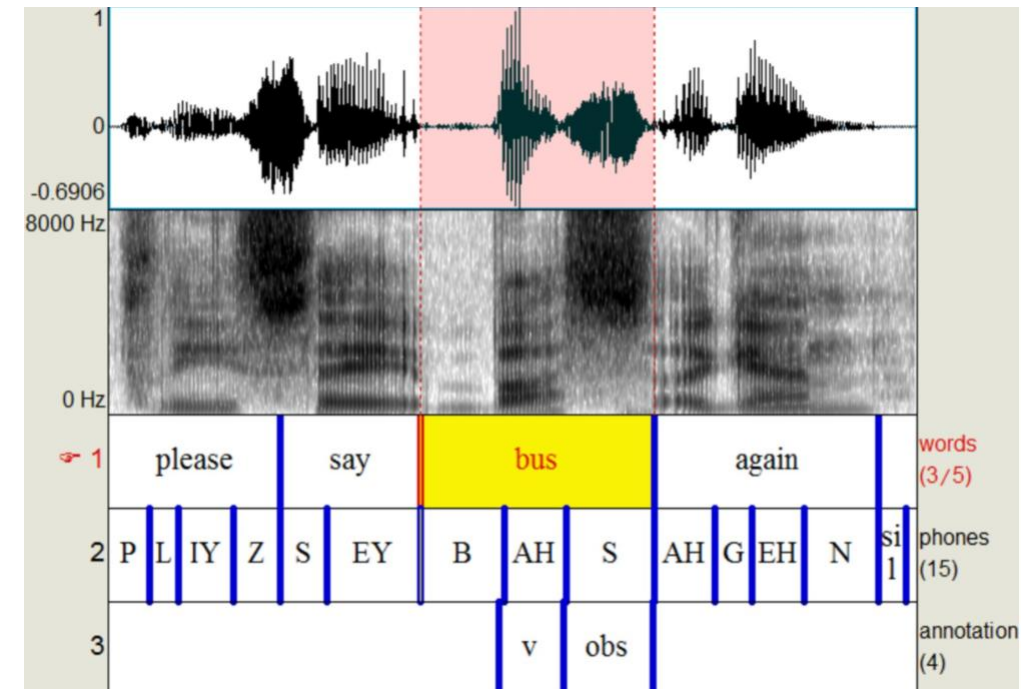 1
0
-0.6906
8000 Hz
0 Hz
☞ 1 please say bus again words
(3/5)
2 P L IY Z S EY B AH S AH G EH N sil phones
(15)
3 v obs annotation
(4)